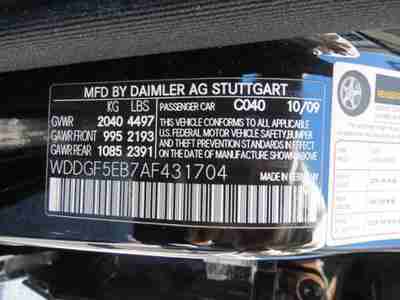 MFD BY DAIMLER AG STUTTGART
KG LBS PASSENGER CAR C040 10/09
GVWR 2040 4497
GAWR FRONT 995 2193
GAWR REAR 1085 2391
THIS VEHICLE CONFORMS TO ALL APPLICABLE
U.S. FEDERAL MOTOR VEHICLE SAFETY, BUMPER
AND THEFT PREVENTION STANDARDS IN EFFECT
ON THE DATE OF MANUFACTURE SHOWN ABOVE.
WDDGF5EB7AF431704
MADE IN GERMANY